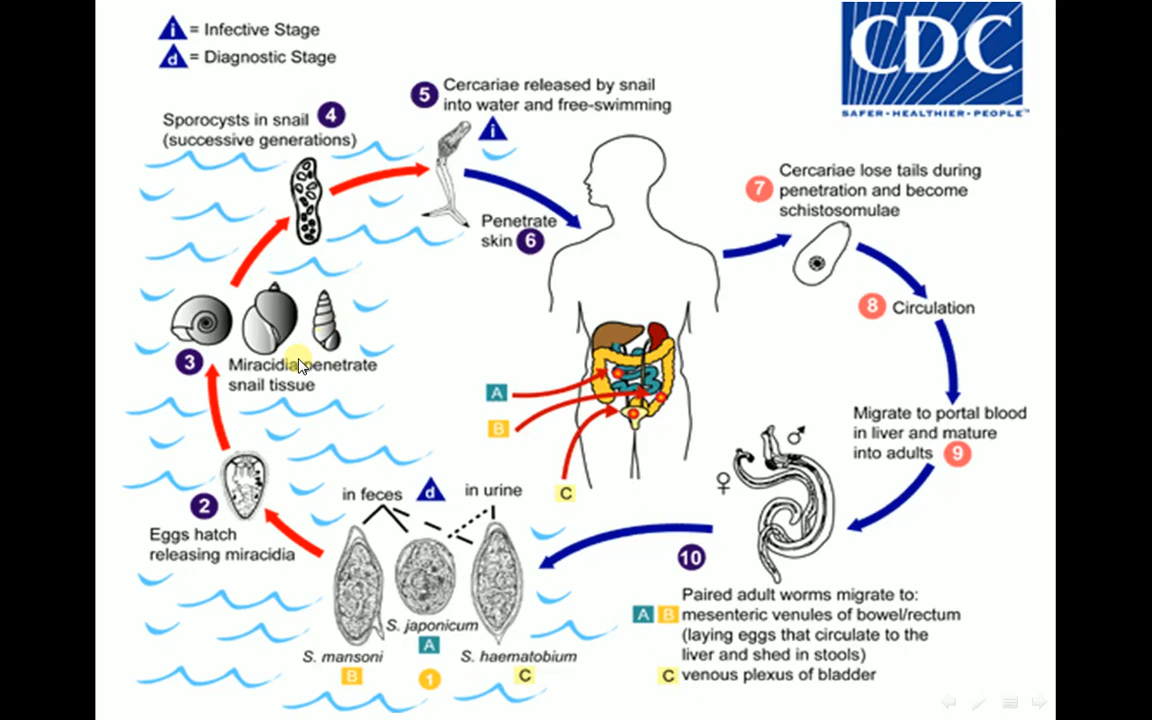 i = Infective Stage
d = Diagnostic Stage
CDC
SAFER·HEALTHIER·PEOPLE™
5 Cercariae released by snail
into water and free-swimming
i
Sporocysts in snail 4
(successive generations)
Penetrate
skin 6
7 Cercariae lose tails during
penetration and become
schistosomulae
8 Circulation
3 Miracidia penetrate
snail tissue
A
B
C
Migrate to portal blood
in liver and mature
into adults 9
♀
♂
2
Eggs hatch
releasing miracidia
in feces d in urine
10
Paired adult worms migrate to:
A B mesenteric venules of bowel/rectum
(laying eggs that circulate to the
liver and shed in stools)
C venous plexus of bladder
S. japonicum
A
S. mansoni
B
1
S. haematobium
C